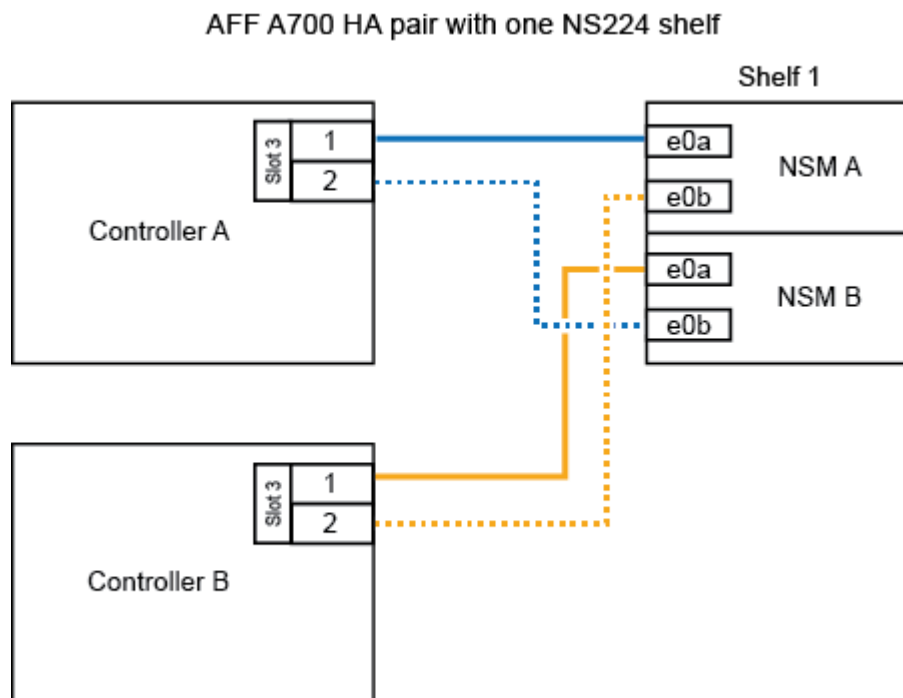 AFF A700 HA pair with one NS224 shelf
Shelf 1
Slot 3
1
2
Controller A
e0a
e0b
NSM A
e0a
e0b
NSM B
Slot 3
1
2
Controller B